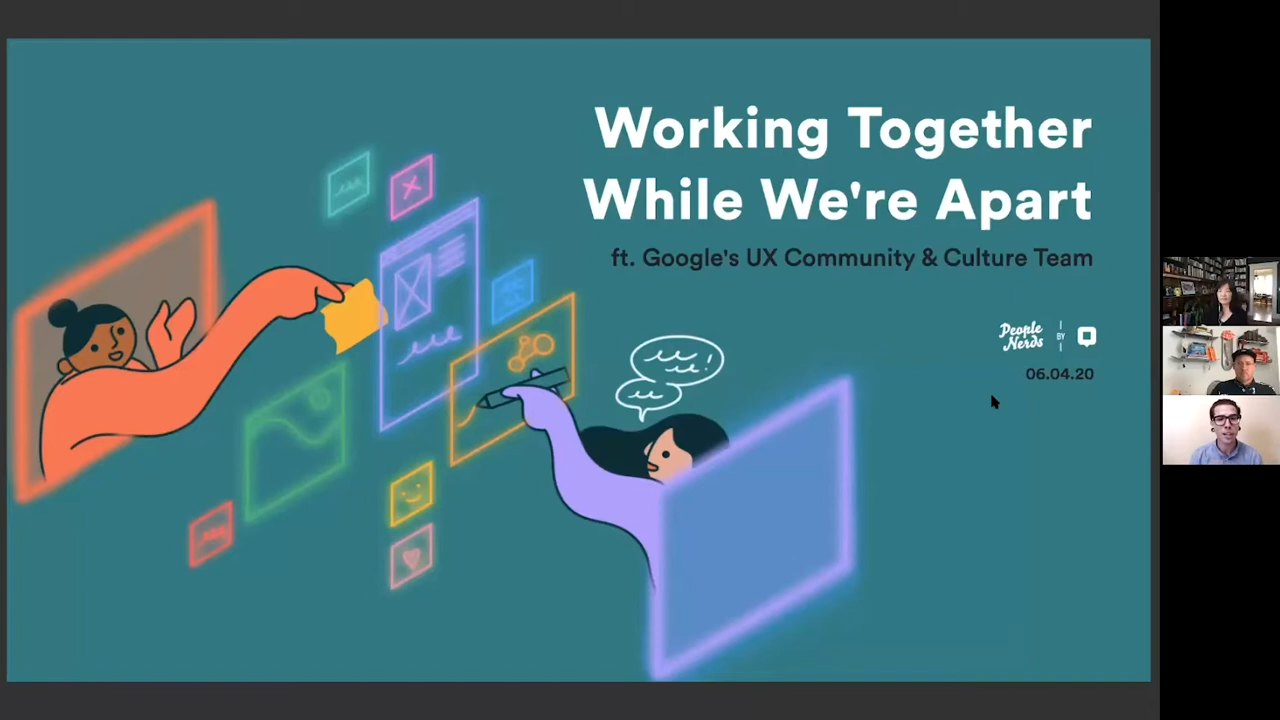 Working Together
While We're Apart
ft. Google's UX Community & Culture Team
People
Nerds
BY
06.04.20